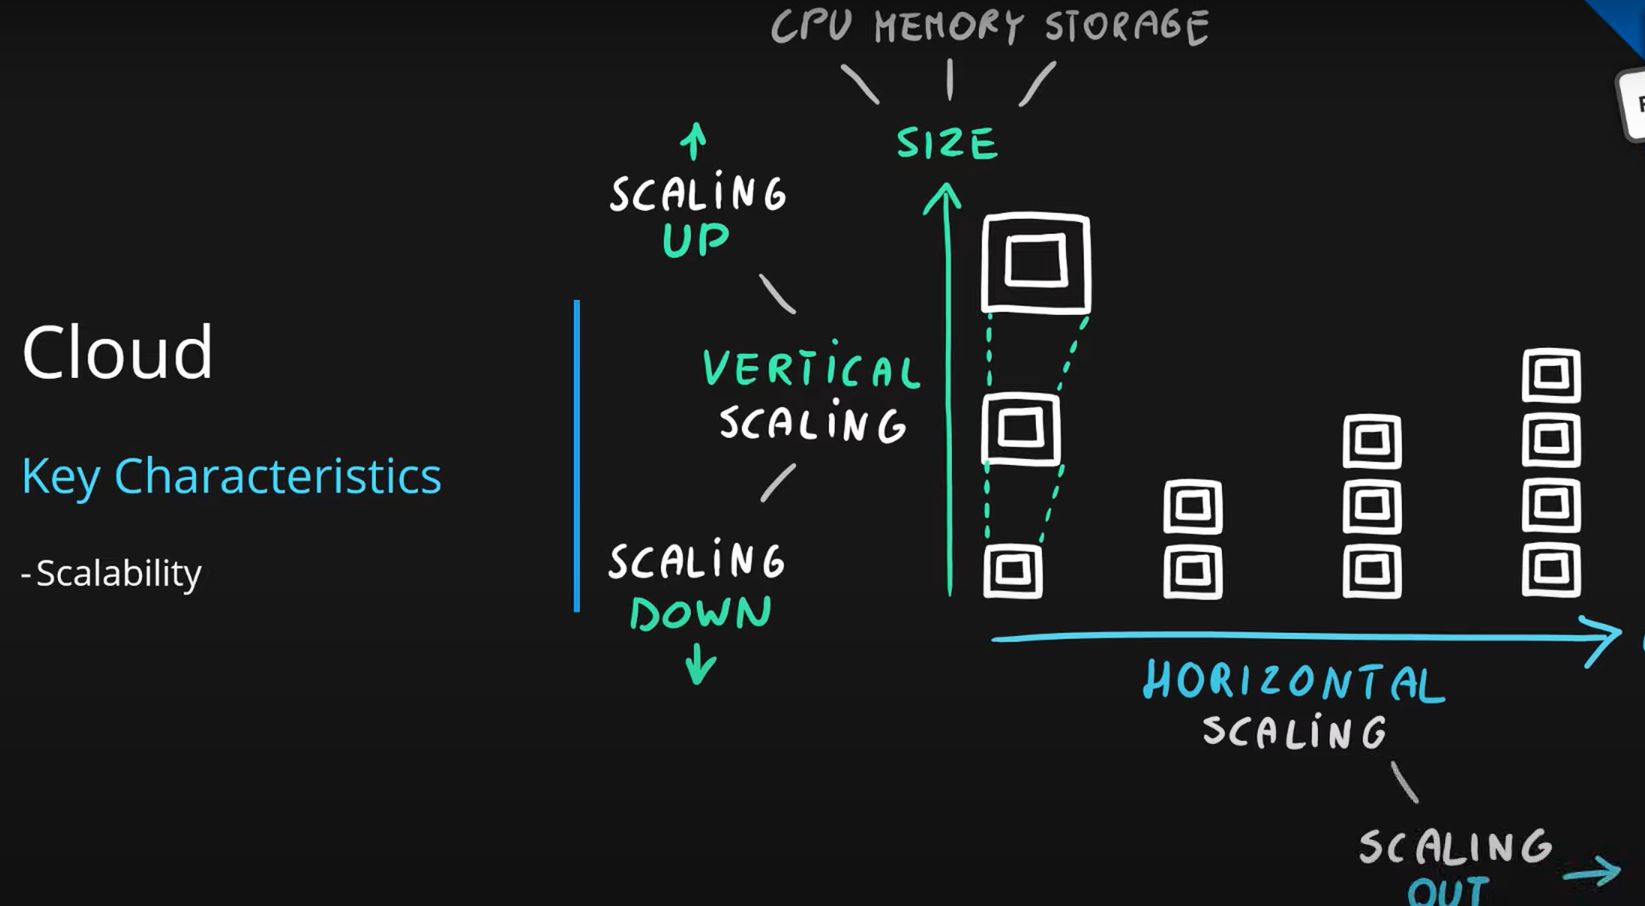 CPU MEMORY STORAGE
SIZE
SCALING
UP
VERTICAL
SCALING
SCALING
DOWN
Cloud
Key Characteristics
-Scalability
HORIZONTAL
SCALING
SCALING
OUT